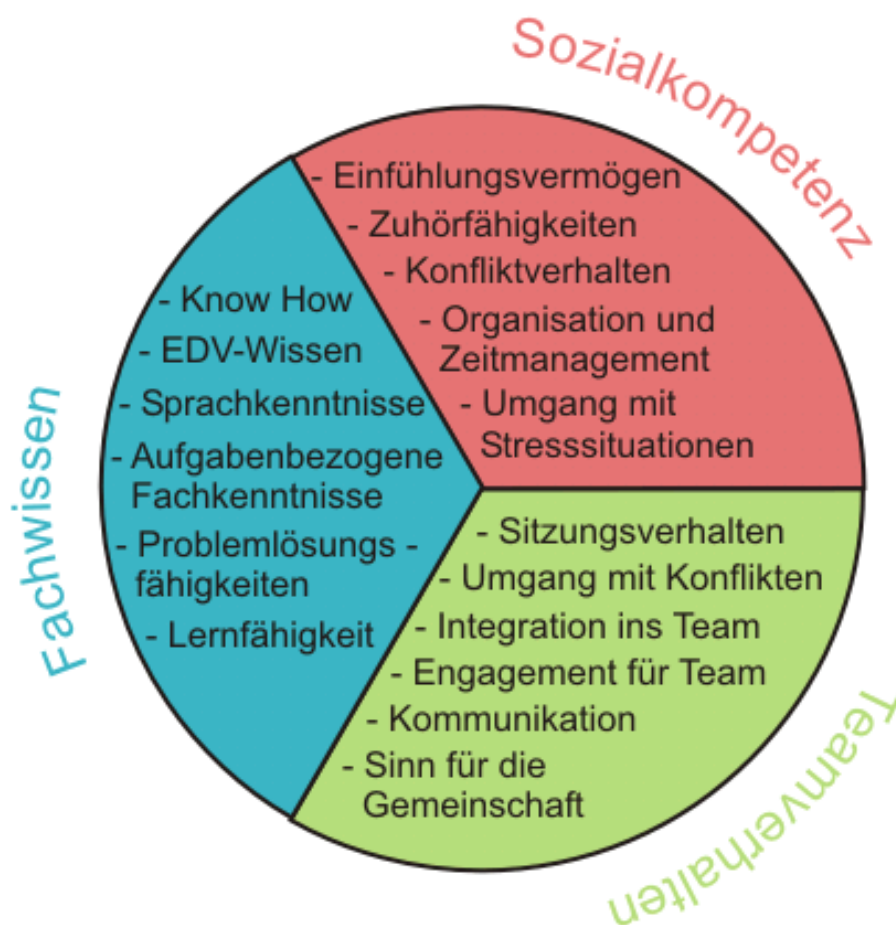 Sozialkompetenz
- Einfühlungsvermögen
- Zuhörfähigkeiten
- Konfliktverhalten
- Organisation und
Zeitmanagement
- Umgang mit
Stresssituationen
Fachwissen
- Know How
- EDV-Wissen
- Sprachkenntnisse
- Aufgabenbezogene
Fachkenntnisse
- Problemlösungs -
fähigkeiten
- Lernfähigkeit
- Sitzungsverhalten
- Umgang mit Konflikten
- Integration ins Team
- Engagement für Team
- Kommunikation
- Sinn für die
Gemeinschaft
Teamverhalten